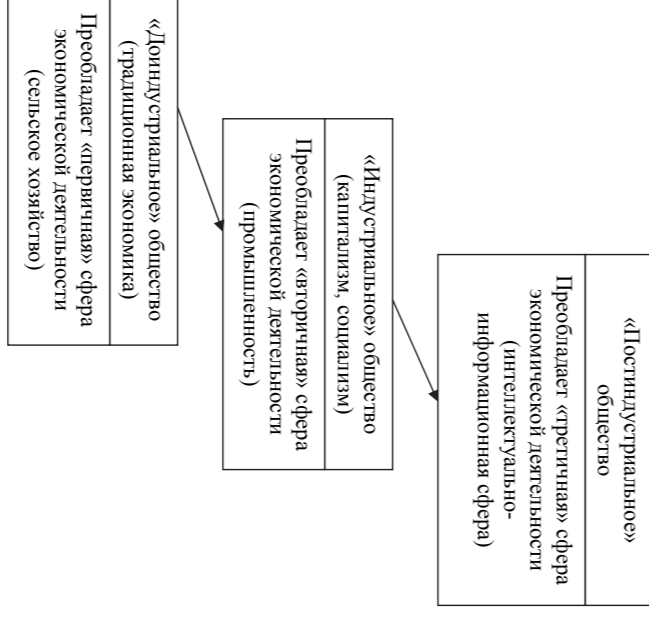 «Доиндустриальное» общество
(традиционная экономика)
Преобладает «первичная» сфера
экономической деятельности
(сельское хозяйство)
«Индустриальное» общество
(капитализм, социализм)
Преобладает «вторичная» сфера
экономической деятельности
(промышленность)
«Постиндустриальное»
общество
Преобладает «третичная» сфера
экономической деятельности
(интеллектуально-
информационная сфера)